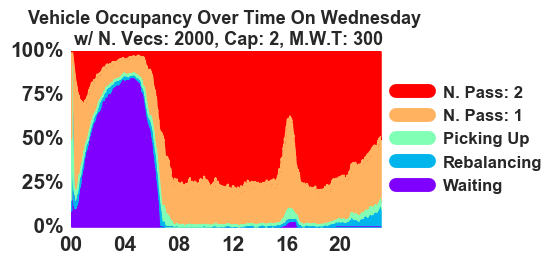 Vehicle Occupancy Over Time On Wednesday
w/ N. Vecs: 2000, Cap: 2, M.W.T: 300
100%
75%
50%
25%
0%
00 04 08 12 16 20
N. Pass: 2
N. Pass: 1
Picking Up
Rebalancing
Waiting